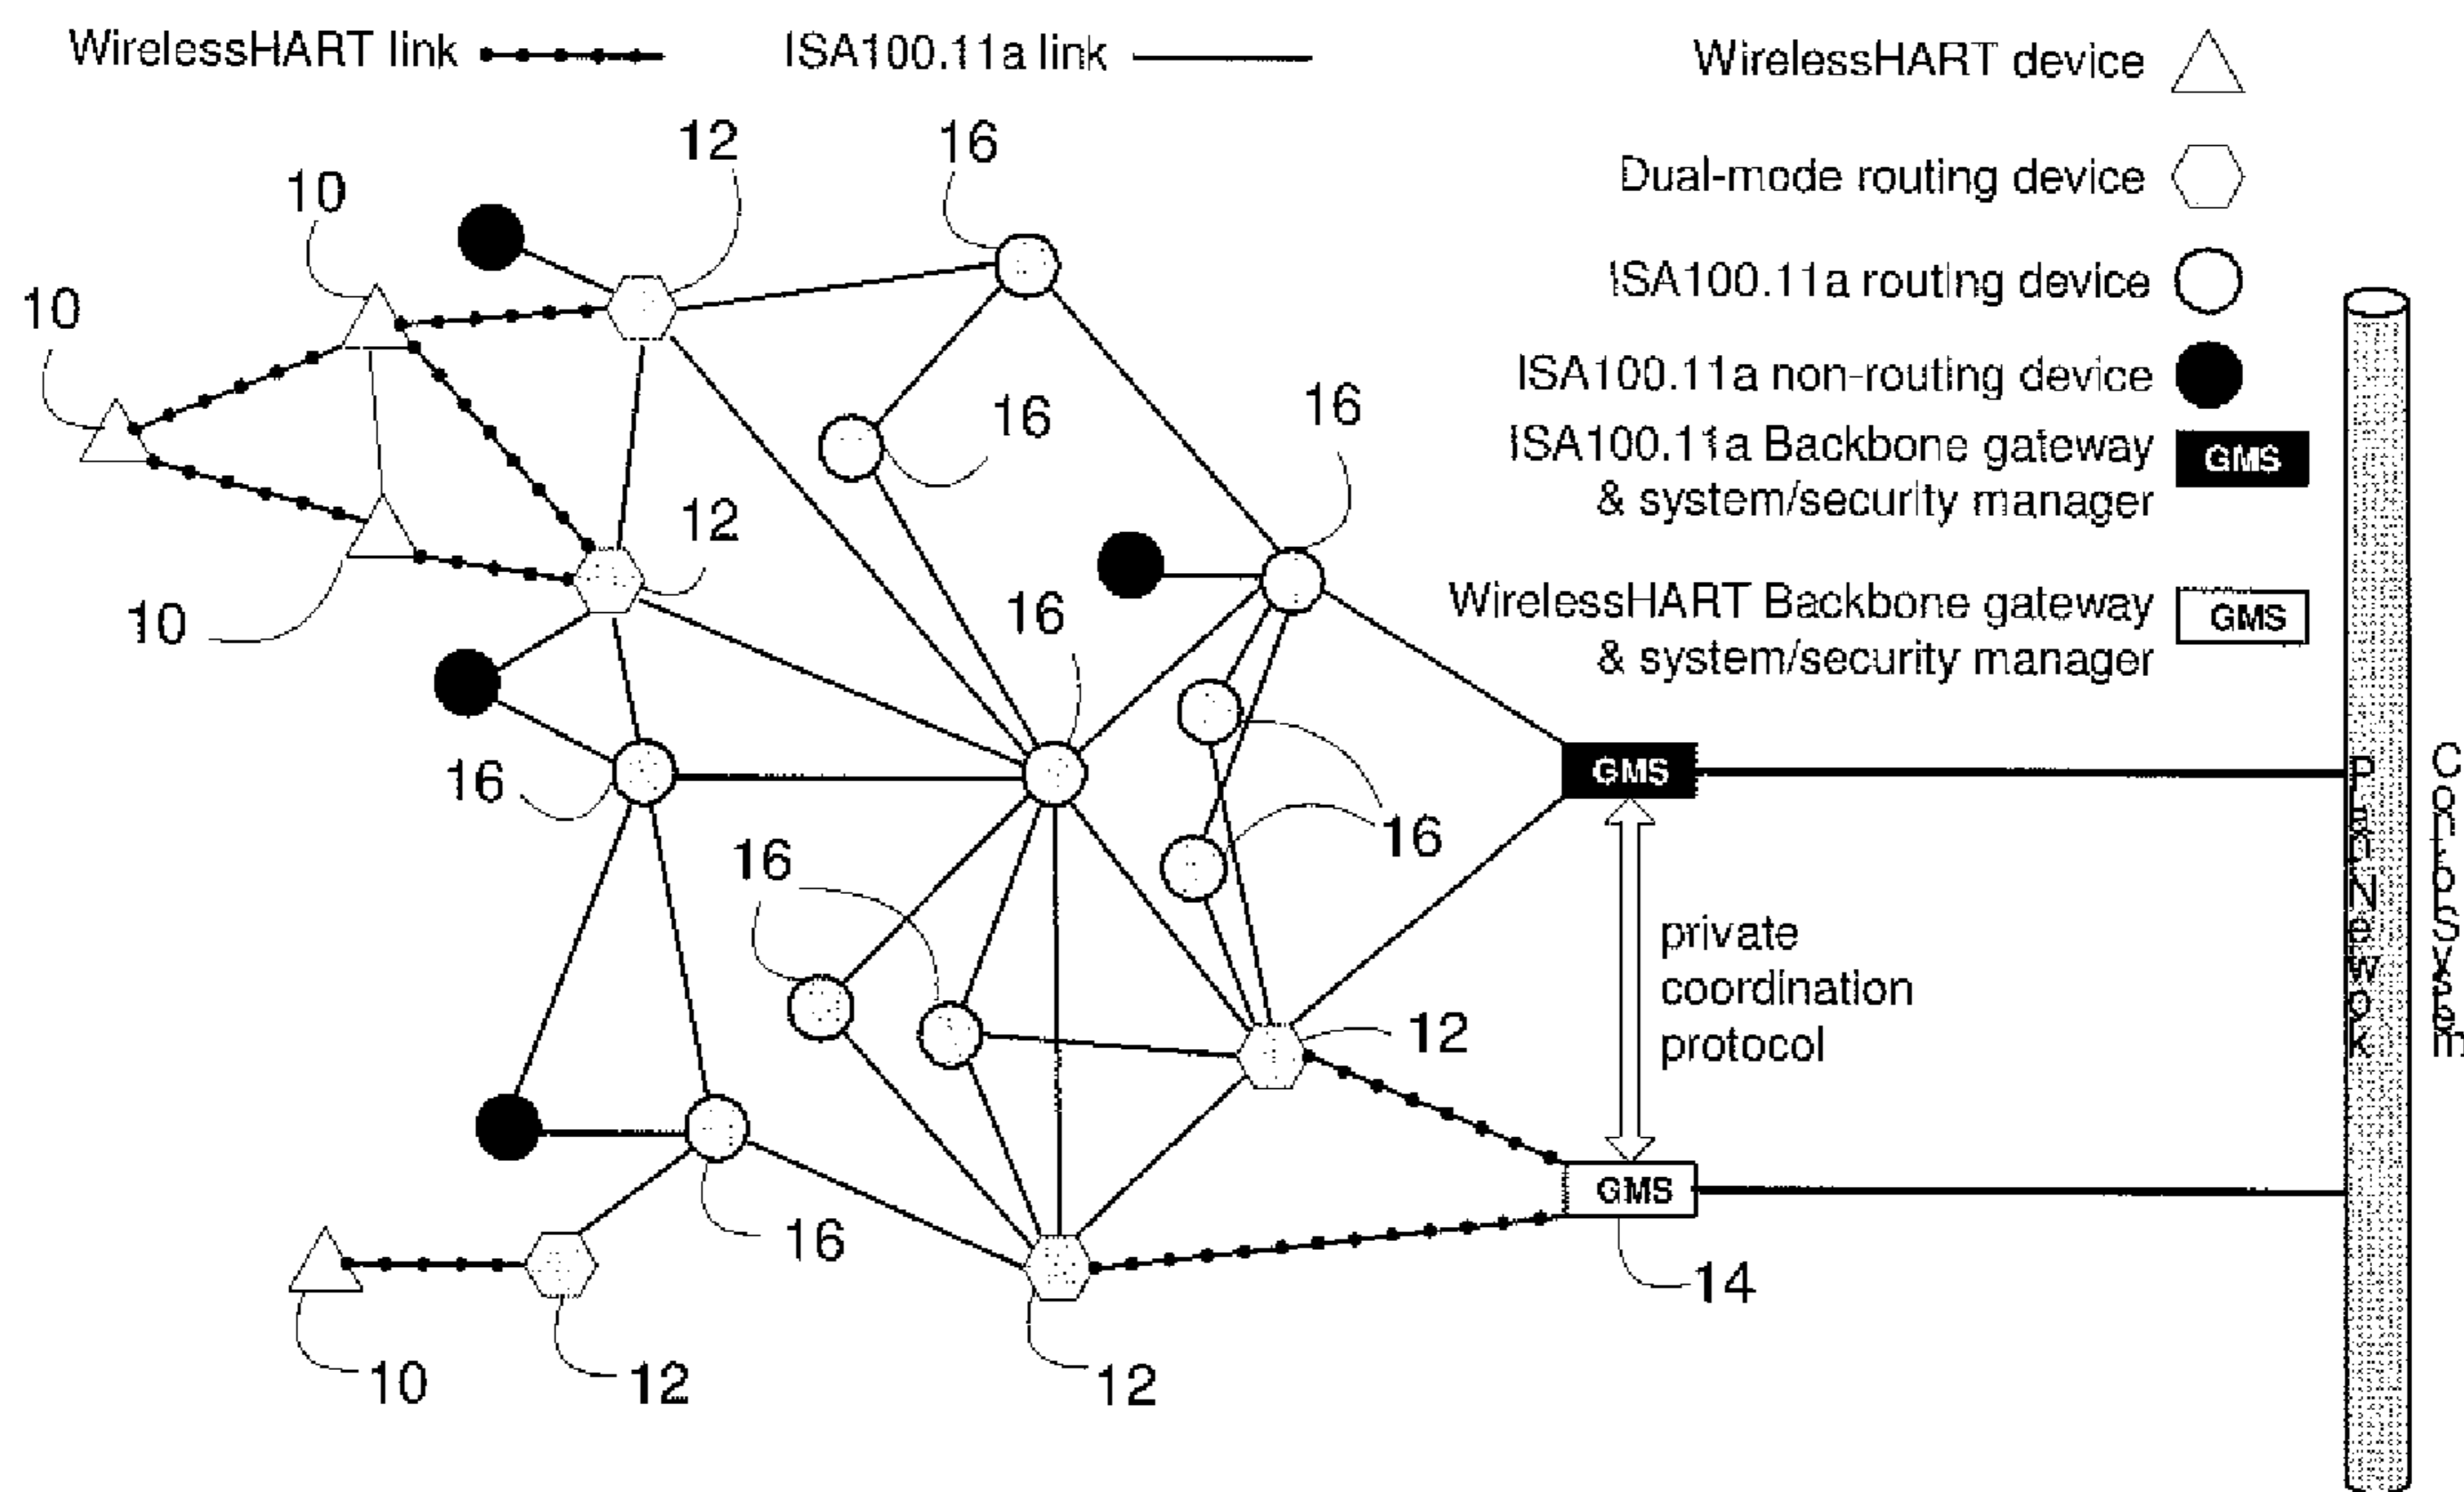 WirelessHART link
ISA100.11a link
WirelessHART device
Dual-mode routing device
ISA100.11a routing device
ISA100.11a non-routing device
ISA100.11a Backbone gateway
& system/security manager
GMS
WirelessHART Backbone gateway
& system/security manager
GMS
12
16
10
10
16
16
12
10
16
16
GMS
16
16
private
coordination
protocol
12
GMS
16
14
10
12
12